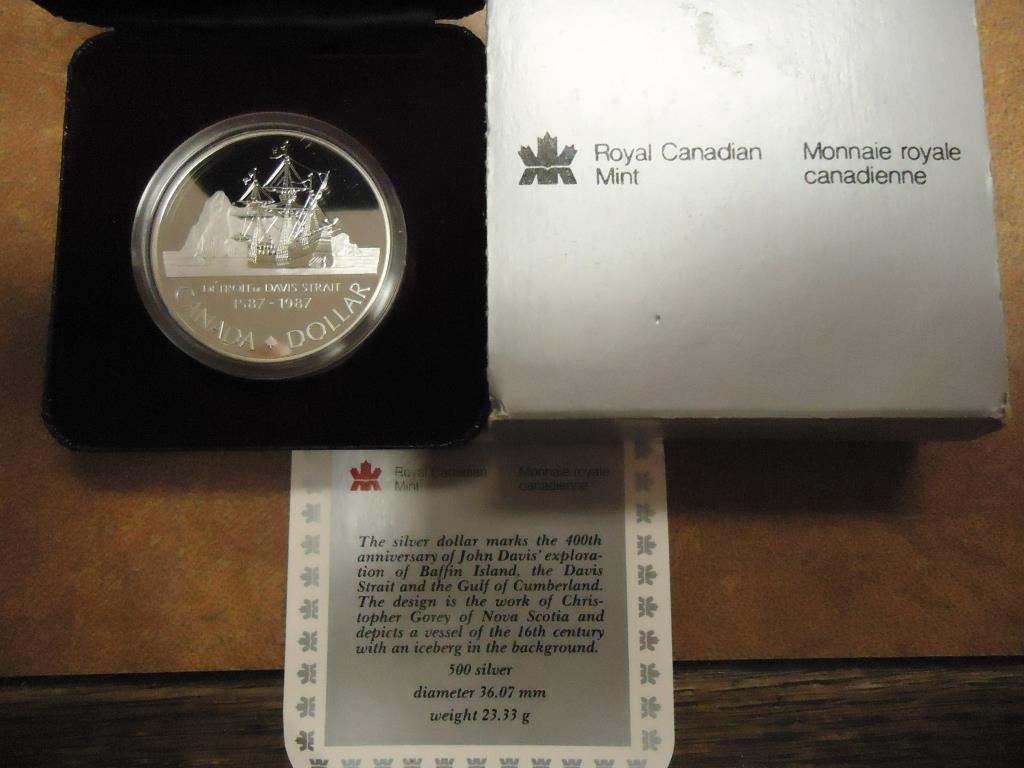 DÉTROIT DE DAVIS STRAIT
1587-1987
CANADA DOLLAR
Royal Canadian
Mint
Monnaie royale
canadienne
Royal Canadian
Mint
Monnaie royale
canadienne
The silver dollar marks the 400th
anniversary of John Davis' explora-
tion of Baffin Island, the Davis
Strait and the Gulf of Cumberland.
The design is the work of Chris-
topher Gorey of Nova Scotia and
depicts a vessel of the 16th century
with an iceberg in the background.
500 silver
diameter 36.07 mm
weight 23.33 g